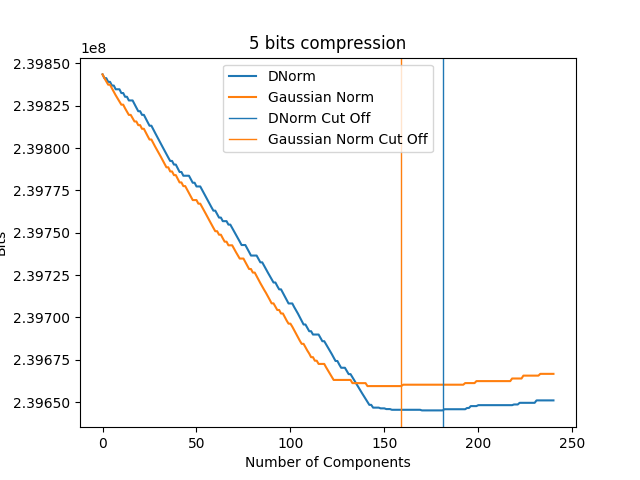 5 bits compression
1e8
2.39850
2.39825
2.39800
2.39775
2.39750
2.39725
2.39700
2.39675
2.39650
Bits
DNorm
Gaussian Norm
DNorm Cut Off
Gaussian Norm Cut Off
0
50
100
150
200
250
Number of Components